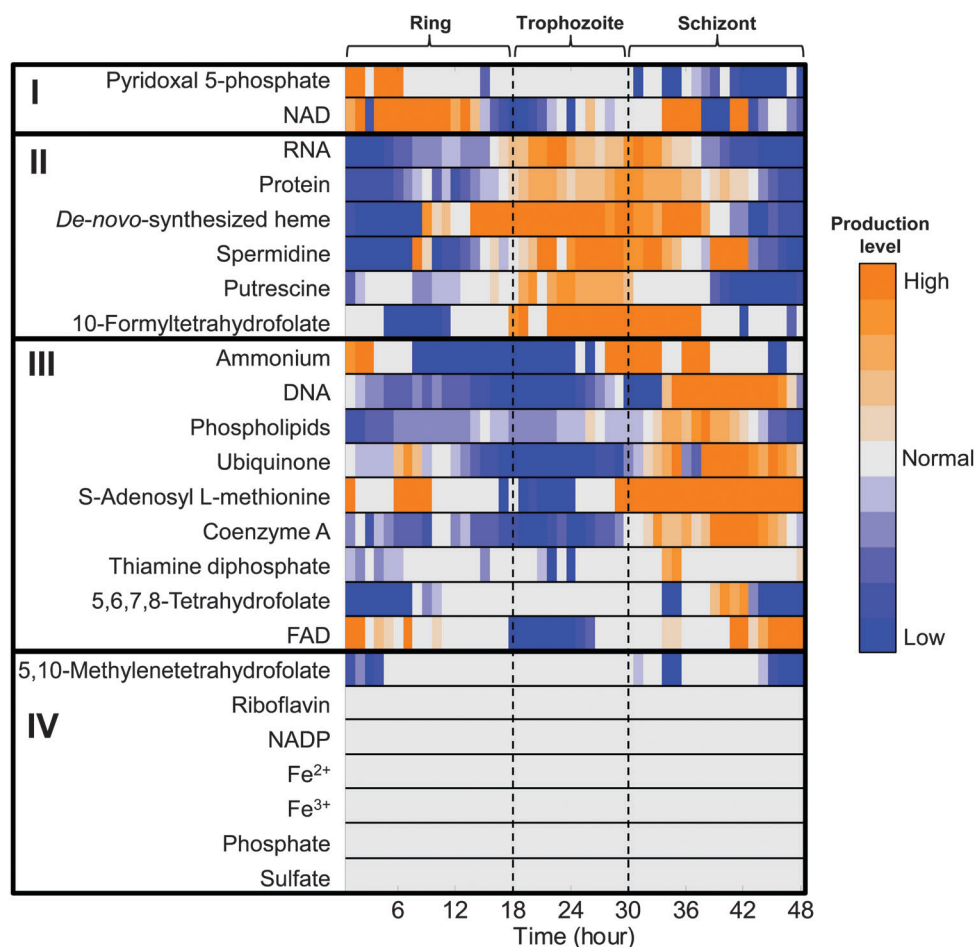 Ring Trophozoite Schizont
I
Pyridoxal 5-phosphate
NAD
II
RNA
Protein
De-novo-synthesized heme
Spermidine
Putrescine
10-Formyltetrahydrofolate
III
Ammonium
DNA
Phospholipids
Ubiquinone
S-Adenosyl L-methionine
Coenzyme A
Thiamine diphosphate
5,6,7,8-Tetrahydrofolate
FAD
IV
5,10-Methylenetetrahydrofolate
Riboflavin
NADP
Fe²⁺
Fe³⁺
Phosphate
Sulfate
6 12 18 24 30 36 42 48
Time (hour)
Production
level
High
Normal
Low